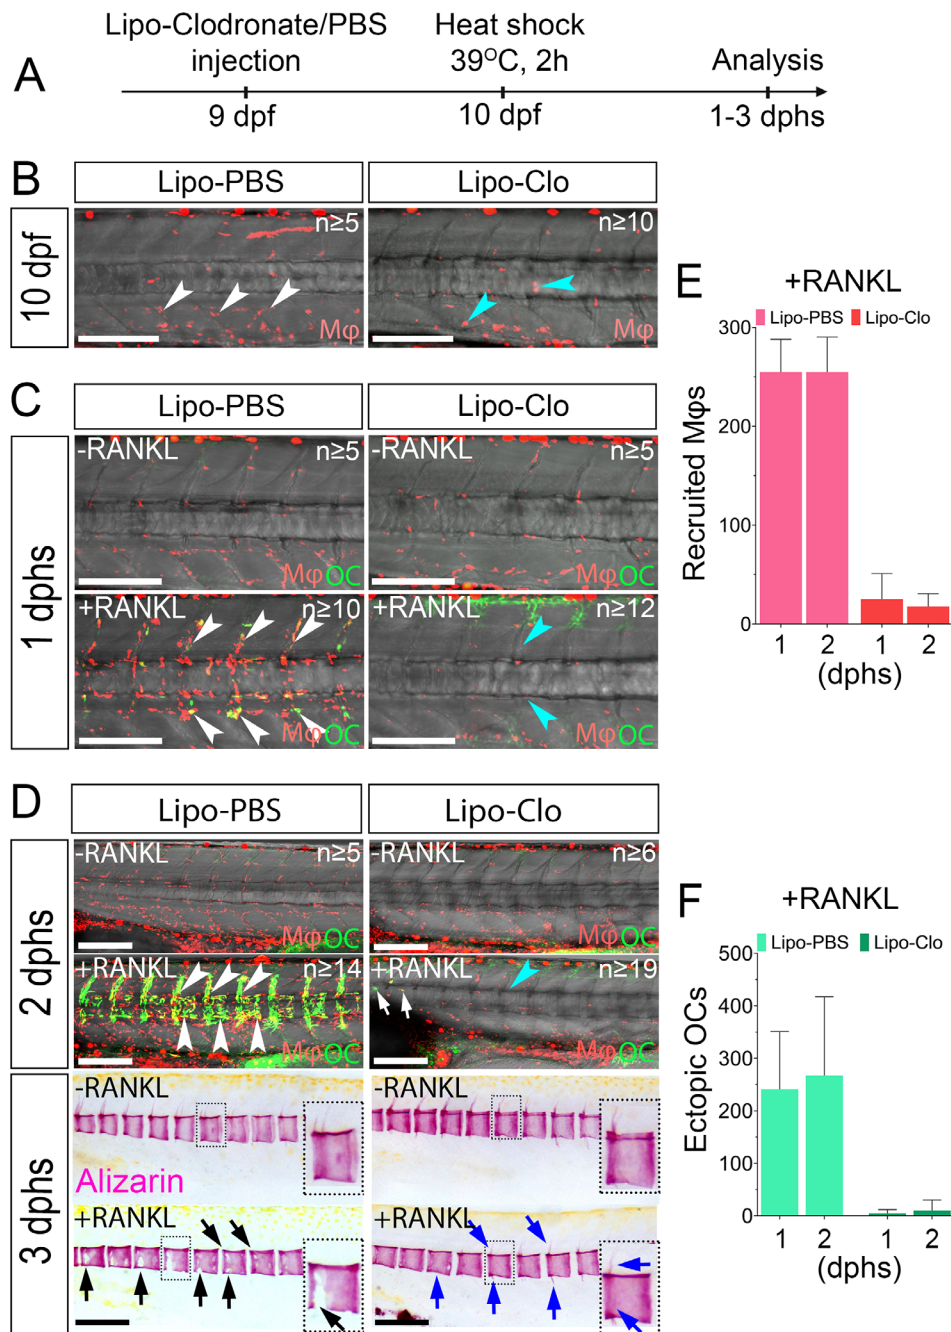 A
Lipo-Clodronate/PBS
injection
Heat shock
39ᴼC, 2h
Analysis
9 dpf
10 dpf
1-3 dphs
B
Lipo-PBS
Lipo-Clo
10 dpf
n≥5
Mφ
n≥10
Mφ
C
Lipo-PBS
Lipo-Clo
1 dphs
-RANKL
n≥5
MφOC
-RANKL
n≥5
MφOC
+RANKL
n≥10
MφOC
+RANKL
n≥12
MφOC
D
Lipo-PBS
Lipo-Clo
2 dphs
-RANKL
n≥5
MφOC
-RANKL
n≥6
MφOC
+RANKL
n≥14
MφOC
+RANKL
n≥19
MφOC
3 dphs
-RANKL
Alizarin
-RANKL
+RANKL
+RANKL
E
+RANKL
Lipo-PBS
Lipo-Clo
Recruited Mφs
300
200
100
0
1
2
1
2
(dphs)
F
+RANKL
Lipo-PBS
Lipo-Clo
Ectopic OCs
500
400
300
200
100
0
1
2
1
2
(dphs)